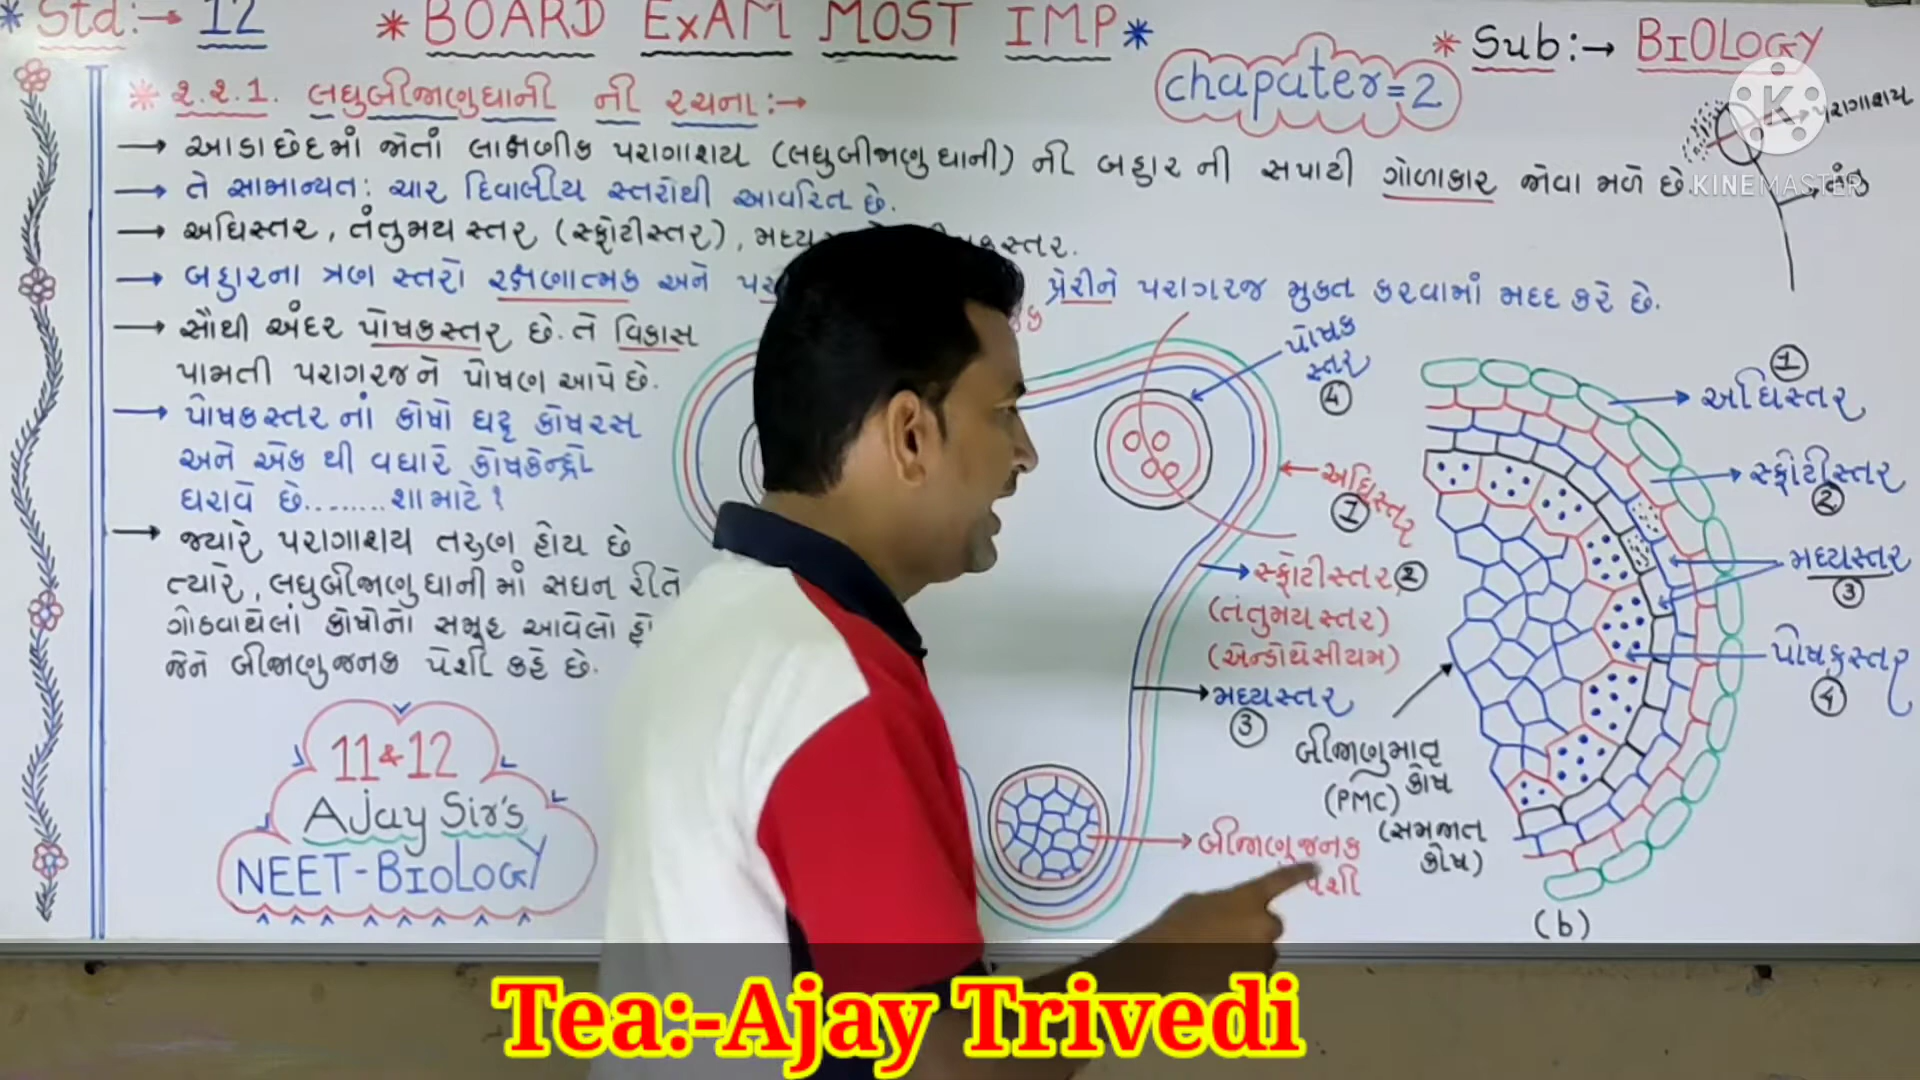 * Std:→ 12 * BOARD ExAM MOST IMP * * Sub:→ BiOLOGY
chapater=2
* ૨.૨.1. લઘુબીજાણુધાની ની રચના:→
→ આડાછેદમાં જોતાં લાક્ષણીક પરાગાશય (લઘુબીજાણુ ધાની) ની બહાર ની સપાટી ગોળાકાર જોવા મળે છે.
→ તે સામાન્યત: ચાર દિવાલીય સ્તરોથી આવરિત છે.
→ અધિસ્તર, તંતુમય સ્તર (સ્ફોટીસ્તર),
→ બહારના ત્રણ સ્તરો રક્ષણાત્મક અને પ્રેરીને પરાગરજ મુક્ત કરવામાં મદદ કરે છે.
→ સૌથી અંદર પોષકસ્તર છે. તે વિકાસ
પામતી પરાગરજને પોષણ આપે છે.
→ પોષકસ્તર નાં કોષો ઘટ્ટ કોષરસ
અને એક થી વધારે કોષકેન્દ્રો
ધરાવે છે........શા માટે?
→ જ્યારે પરાગાશય તરુણ હોય છે
ત્યારે, લઘુબીજાણુ ધાની માં સઘન રીતે
ગોઠવાયેલાં કોષોનો સમૂહ આવેલો
જેને બીજાણુજનક પેશી કહે છે.
11 & 12
AJay Sir's
NEET-BIOLOGY
પરાગાશય
તંતુ
KINEMASTER
K
પોષક
સ્તર
4
અધિસ્તર
1
સ્ફોટીસ્તર 2
(તંતુમય સ્તર)
(એન્ડોથેસીયમ)
મધ્યસ્તર
3
બીજાણુજનક
પેશી
1
અધિસ્તર
સ્ફોટીસ્તર
2
મધ્યસ્તર
3
પોષકસ્તર
4
બીજાણુમાતૃ
કોષ
(PMC)
(સમજાત
કોષ)
(b)
Tea:-Ajay Trivedi